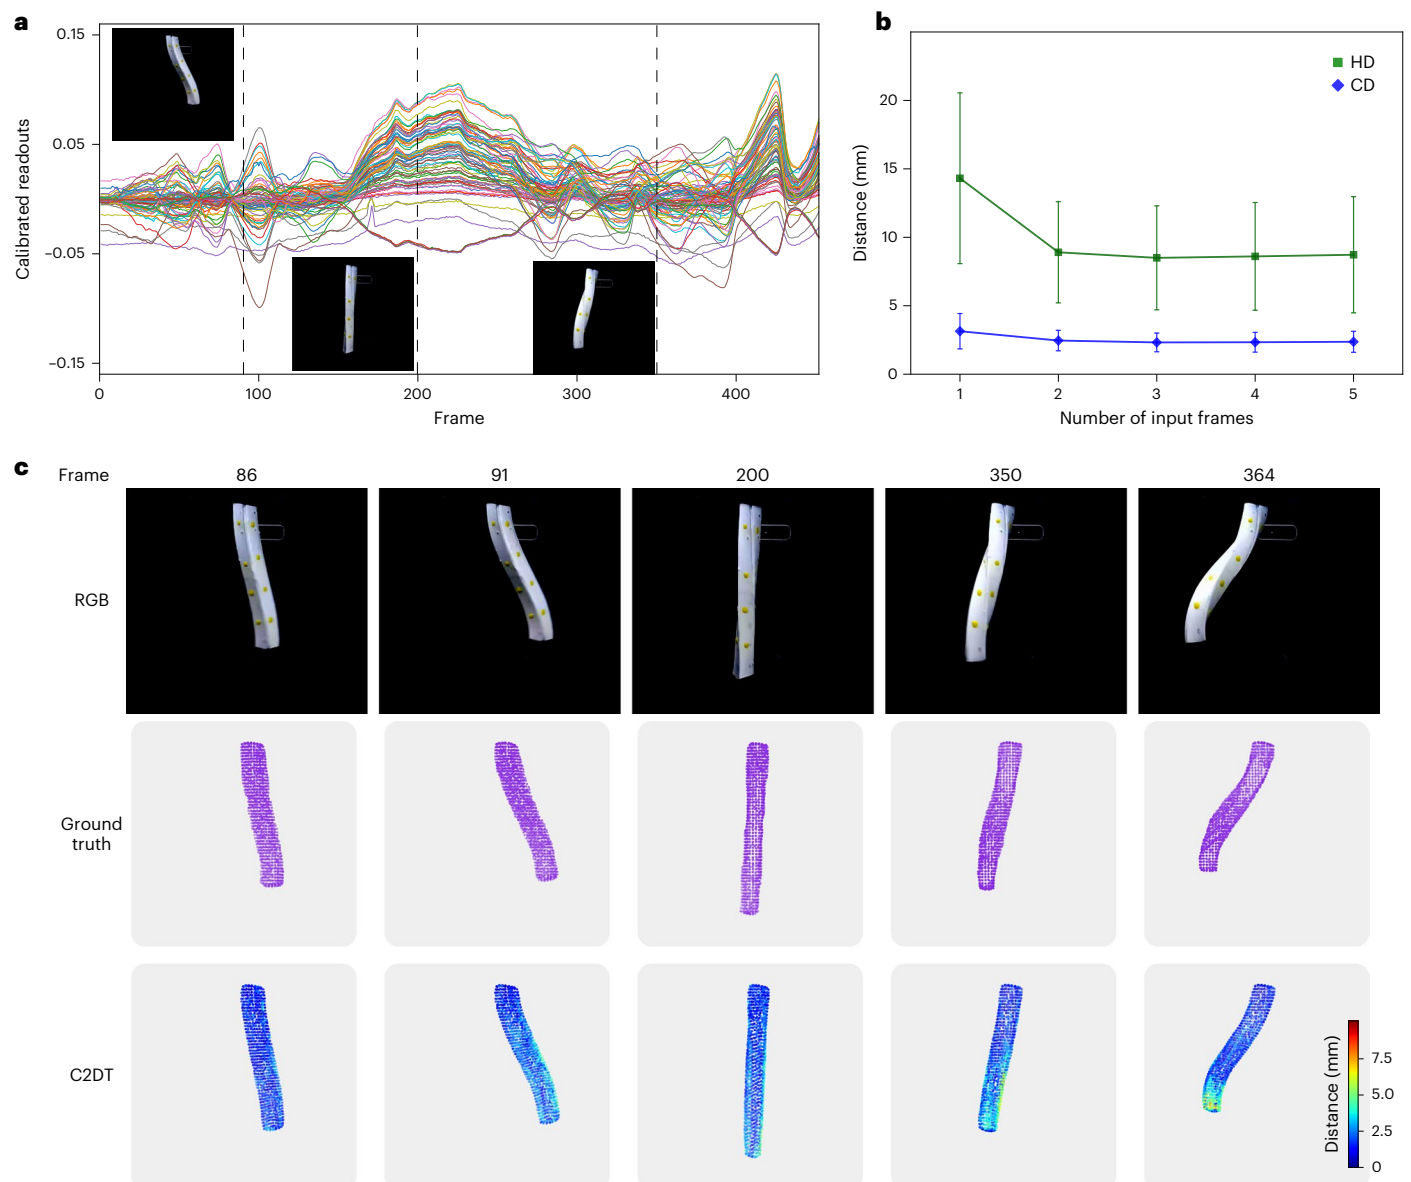 a
b
0.15
0.05
−0.05
−0.15
Calibrated readouts
0
100
200
300
400
Frame
HD
CD
20
15
10
5
0
Distance (mm)
1
2
3
4
5
Number of input frames
c
Frame
86
91
200
350
364
RGB
Ground
truth
C2DT
Distance (mm)
7.5
5.0
2.5
0